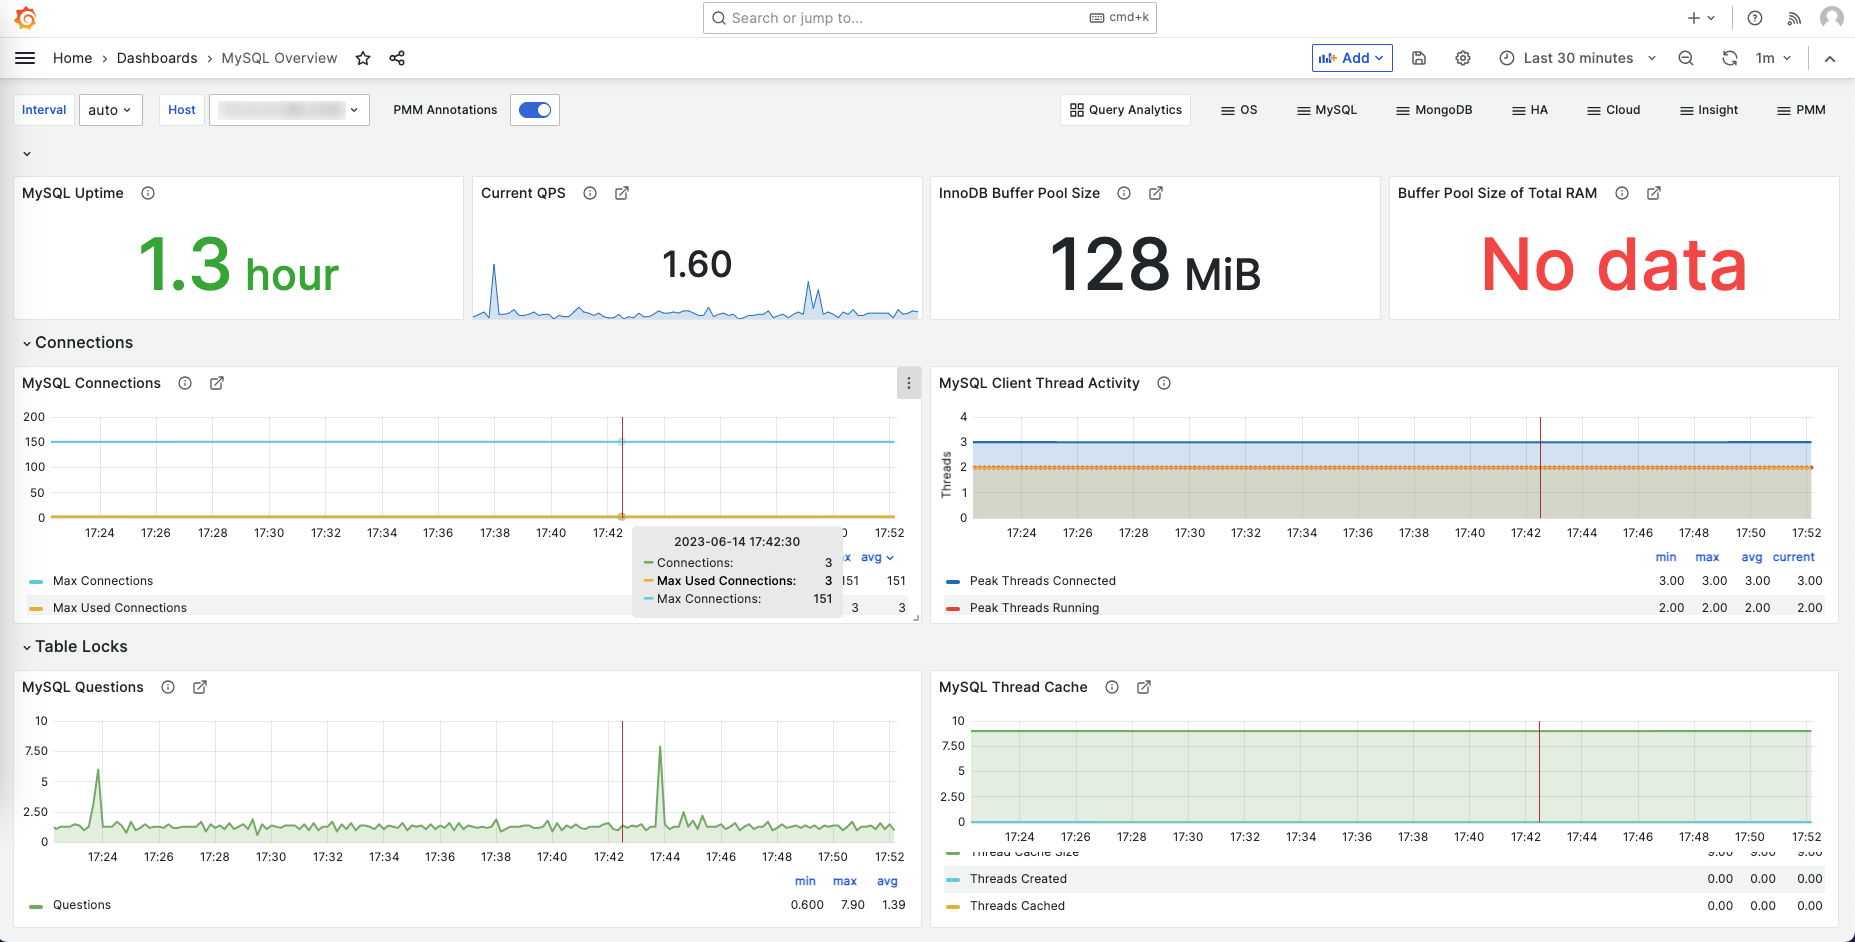 Search or jump to...
cmd+k
Home › Dashboards › MySQL Overview
Add
Last 30 minutes
1m
Interval
auto
Host
PMM Annotations
Query Analytics
OS
MySQL
MongoDB
HA
Cloud
Insight
PMM
MySQL Uptime
1.3 hour
Current QPS
1.60
InnoDB Buffer Pool Size
128 MiB
Buffer Pool Size of Total RAM
No data
Connections
MySQL Connections
200
150
100
50
0
17:24 17:26 17:28 17:30 17:32 17:34 17:36 17:38 17:40 17:42 17:52
avg
Max Connections 151 151
Max Used Connections 3 3
2023-06-14 17:42:30
Connections: 3
Max Used Connections: 3
Max Connections: 151
MySQL Client Thread Activity
Threads
4
3
2
1
0
17:24 17:26 17:28 17:30 17:32 17:34 17:36 17:38 17:40 17:42 17:44 17:46 17:48 17:50 17:52
min max avg current
Peak Threads Connected 3.00 3.00 3.00 3.00
Peak Threads Running 2.00 2.00 2.00 2.00
Table Locks
MySQL Questions
10
7.50
5
2.50
0
17:24 17:26 17:28 17:30 17:32 17:34 17:36 17:38 17:40 17:42 17:44 17:46 17:48 17:50 17:52
min max avg
Questions 0.600 7.90 1.39
MySQL Thread Cache
10
7.50
5
2.50
0
17:24 17:26 17:28 17:30 17:32 17:34 17:36 17:38 17:40 17:42 17:44 17:46 17:48 17:50 17:52
Thread Cache Size 9.00 9.00 9.00
Threads Created 0.00 0.00 0.00
Threads Cached 0.00 0.00 0.00